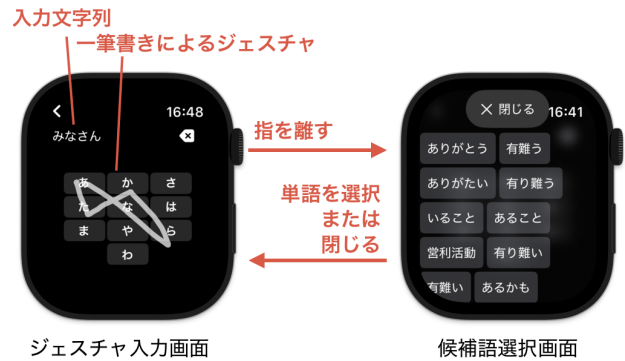 入力文字列
一筆書きによるジェスチャ
16:48
みなさん
あ か さ
た な は
ま や ら
わ
ジェスチャ入力画面
指を離す
単語を選択
または
閉じる
閉じる
16:41
ありがとう 有難う
ありがたい 有り難う
いること あること
営利活動 有り難い
有難い あるかも
候補語選択画面